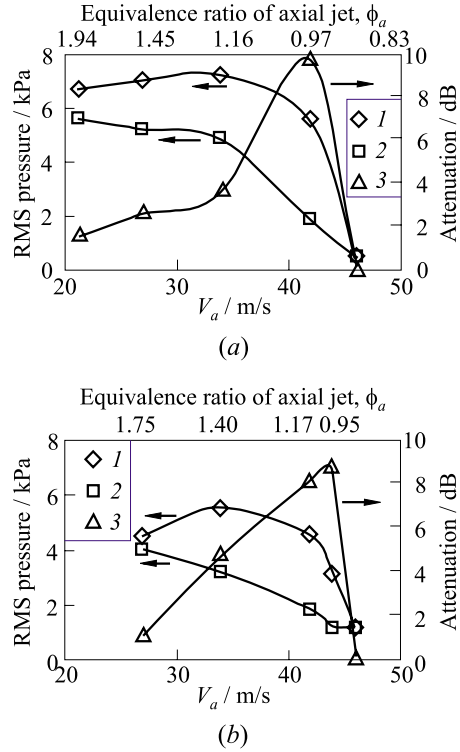 Equivalence ratio of axial jet, ϕa
1.94 1.45 1.16 0.97 0.83
8 10
6 8
4 6
2 4
0 2
0
RMS pressure / kPa
Attenuation / dB
1
2
3
20 30 40 50
Va / m/s
(a)
Equivalence ratio of axial jet, ϕa
1.75 1.40 1.17 0.95
8 10
6 8
4 6
2 4
0 2
0
RMS pressure / kPa
Attenuation / dB
1
2
3
20 30 40 50
Va / m/s
(b)